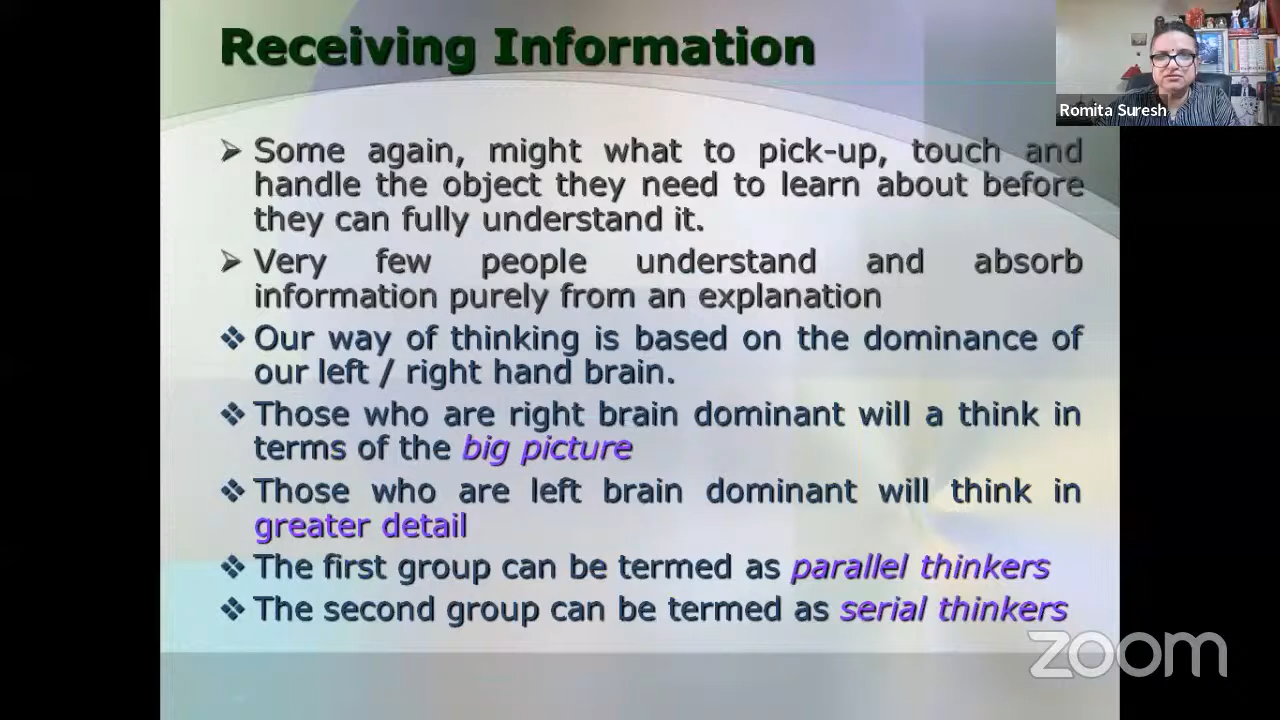 Receiving Information
Romita Suresh
Some again, might what to pick-up, touch and
handle the object they need to learn about before
they can fully understand it.
Very few people understand and absorb
information purely from an explanation
Our way of thinking is based on the dominance of
our left / right hand brain.
Those who are right brain dominant will a think in
terms of the big picture
Those who are left brain dominant will think in
greater detail
The first group can be termed as parallel thinkers
The second group can be termed as serial thinkers
zoom